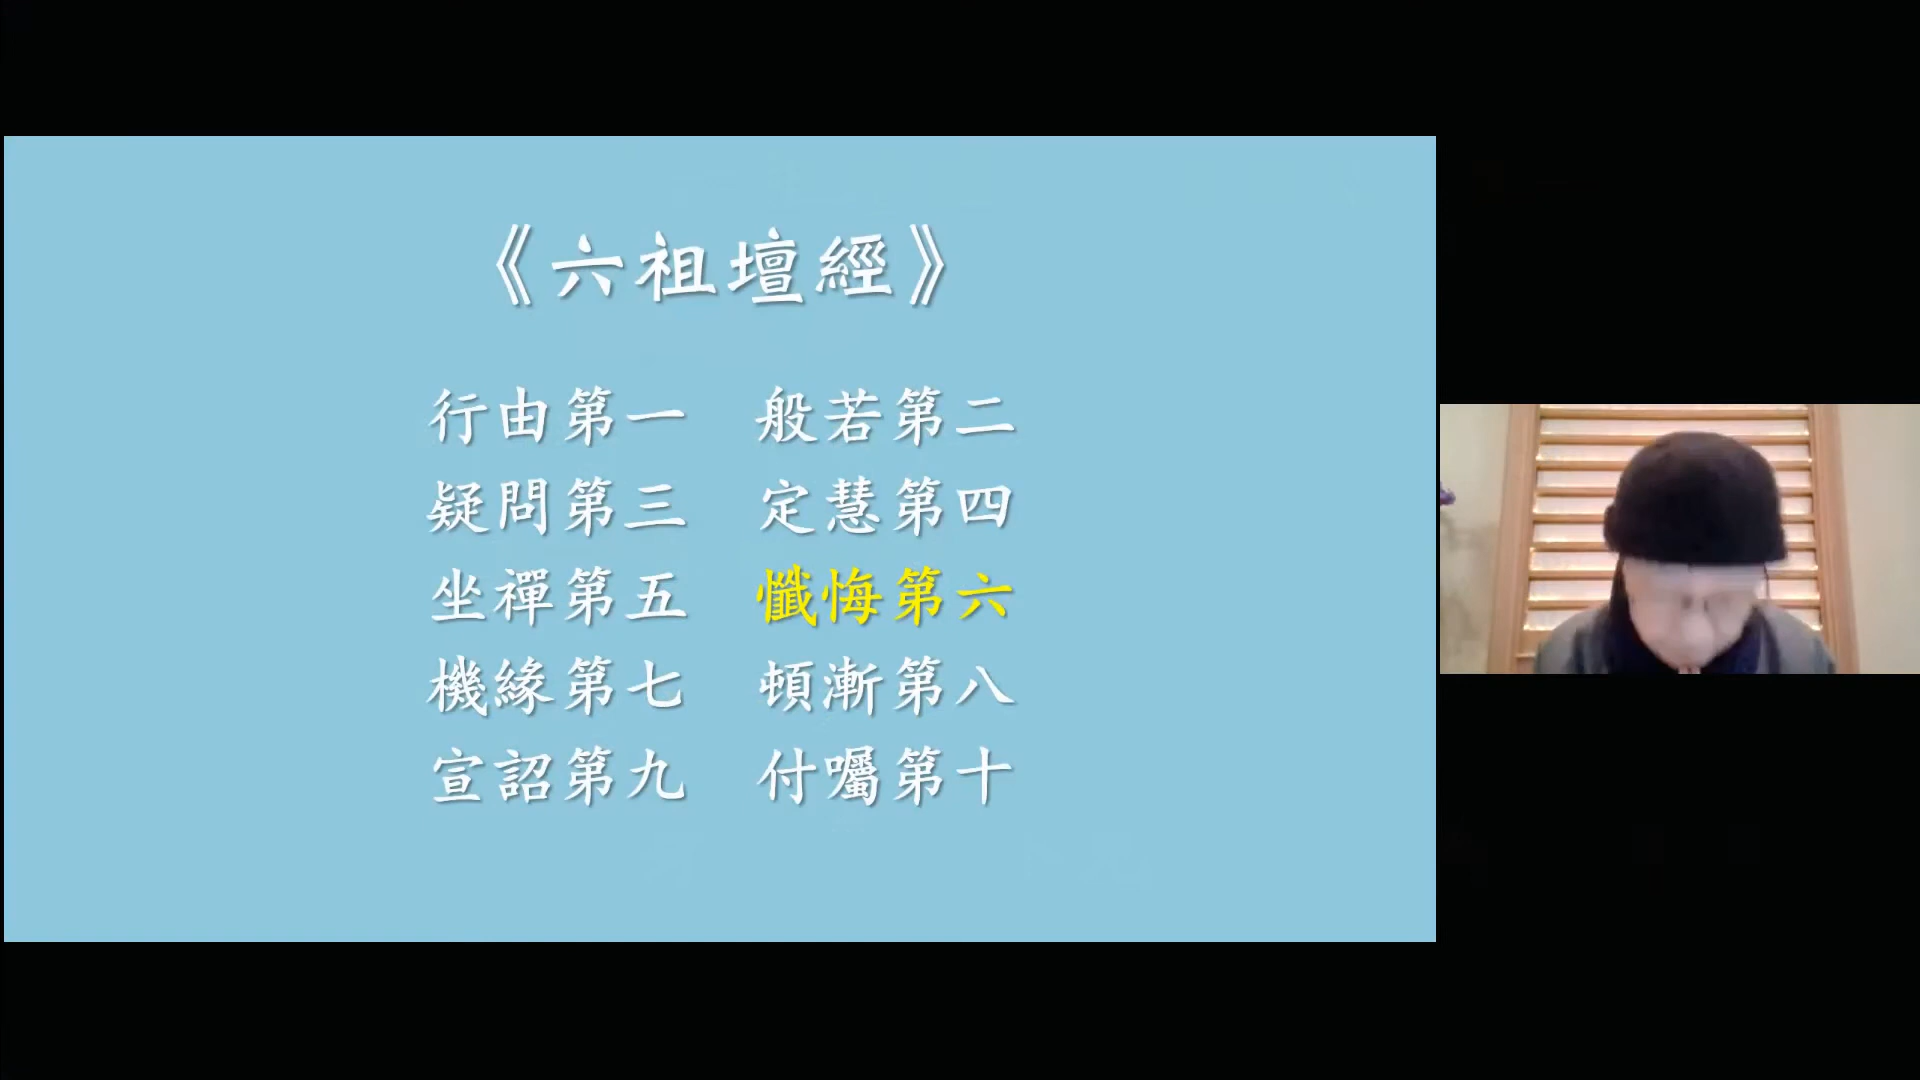 《六祖壇經》
行由第一 般若第二
疑問第三 定慧第四
坐禪第五 懺悔第六
機緣第七 頓漸第八
宣詔第九 付囑第十